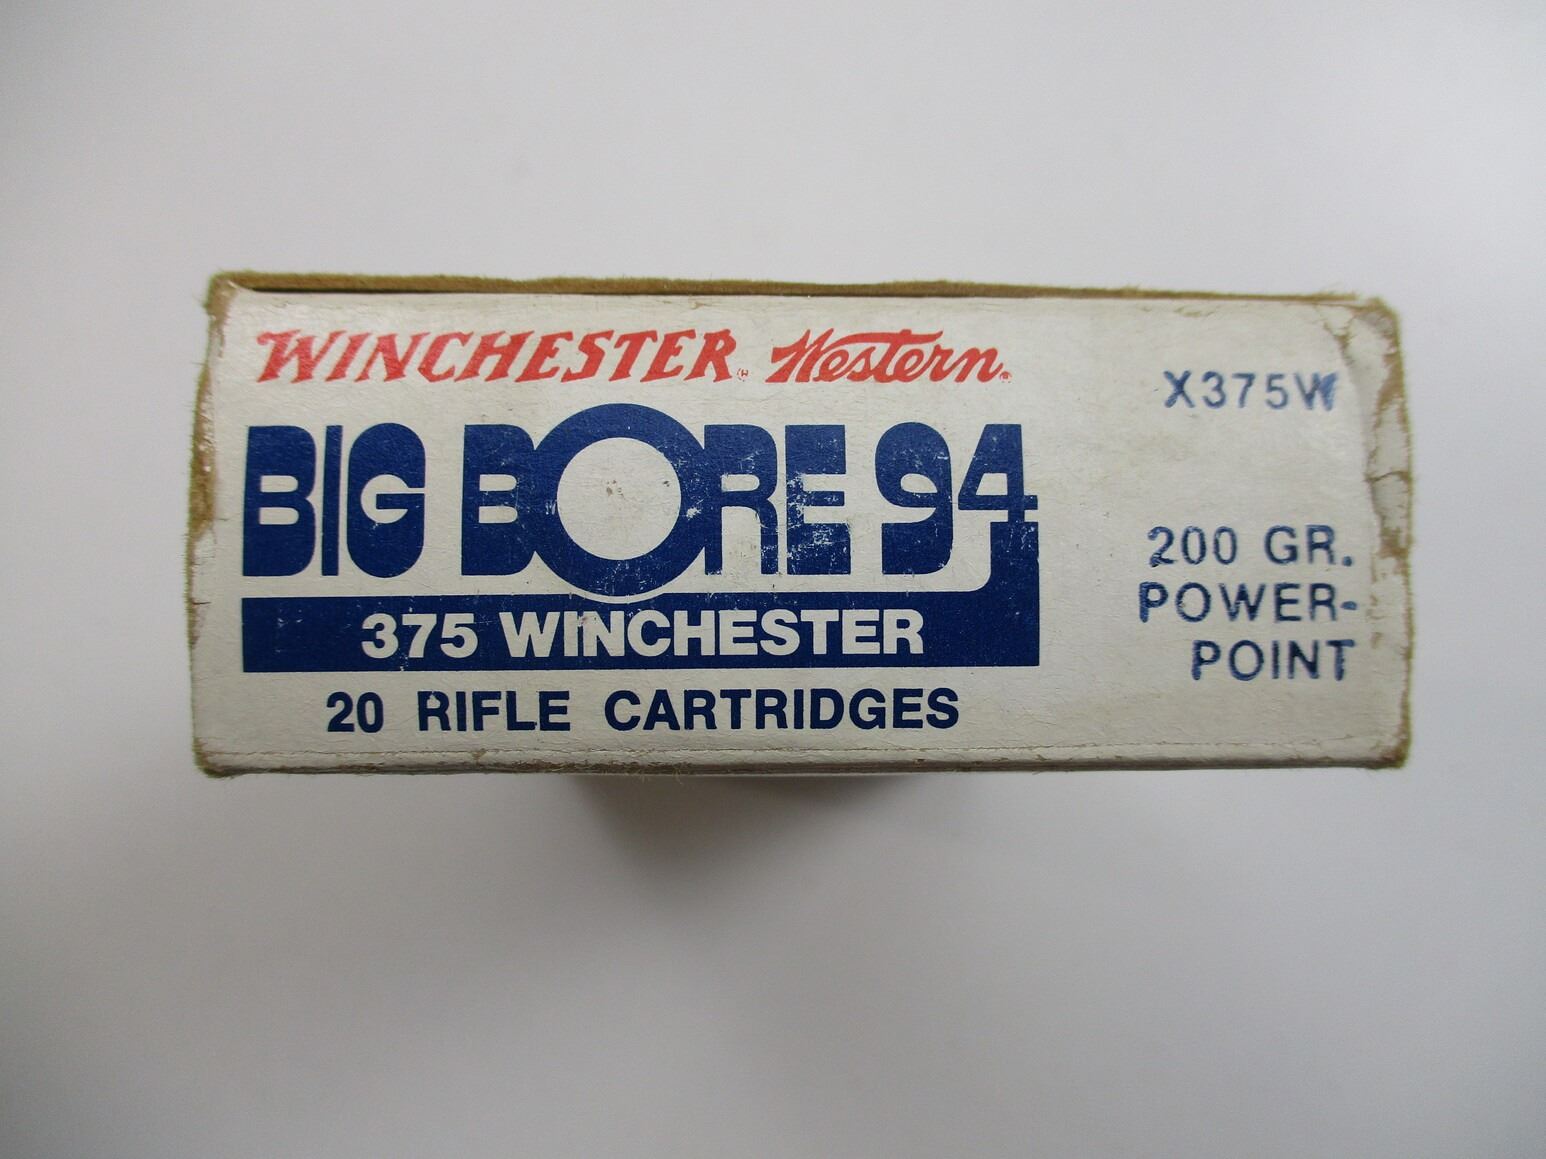 WINCHESTER Western
BIG BORE 94
375 WINCHESTER
20 RIFLE CARTRIDGES
X375W
200 GR.
POWER-
POINT